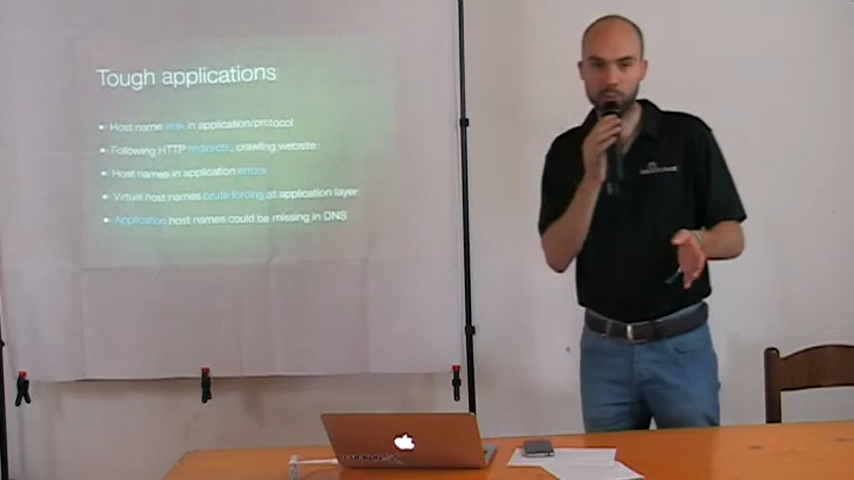 Tough applications
Host name leak in application/protocol
Following HTTP redirects, crawling website
Host names in application errors
Virtual host names brute forcing at application layer
Application host names could be missing in DNS